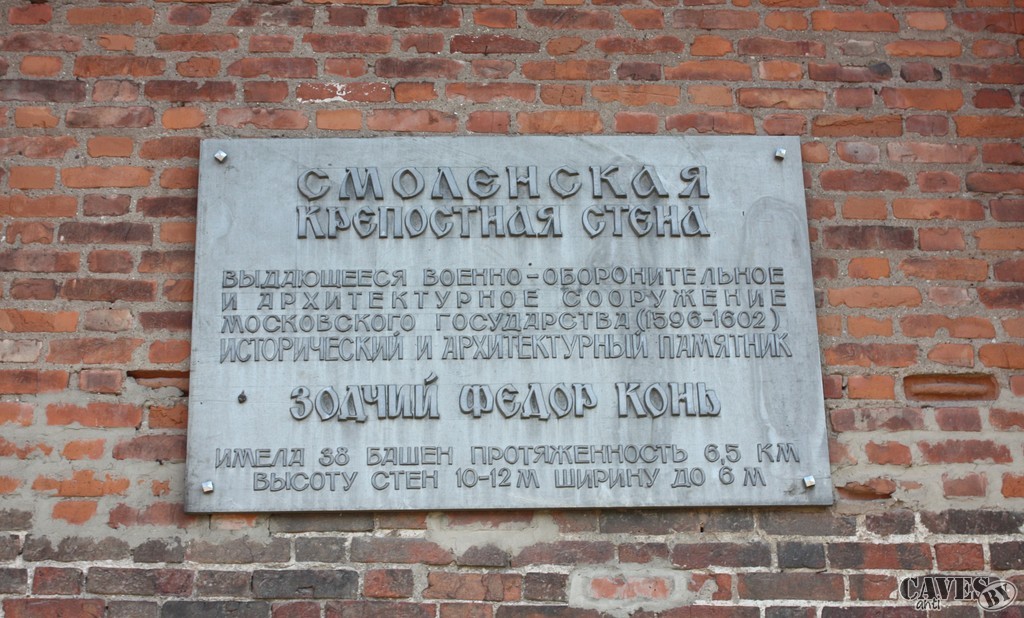 СМОЛЕНСКАЯ
КРЕПОСТНАЯ СТЕНА
ВЫДАЮЩЕЕСЯ ВОЕННО-ОБОРОНИТЕЛЬНОЕ
И АРХИТЕКТУРНОЕ СООРУЖЕНИЕ
МОСКОВСКОГО ГОСУДАРСТВА (1596-1602)
ИСТОРИЧЕСКИЙ И АРХИТЕКТУРНЫЙ ПАМЯТНИК
ЗОДЧИЙ ФЕДОР КОНЬ
ИМЕЛА 38 БАШЕН ПРОТЯЖЕННОСТЬ 6,5 КМ
ВЫСОТУ СТЕН 10-12 М ШИРИНУ ДО 6 М
CAVES BY
anti